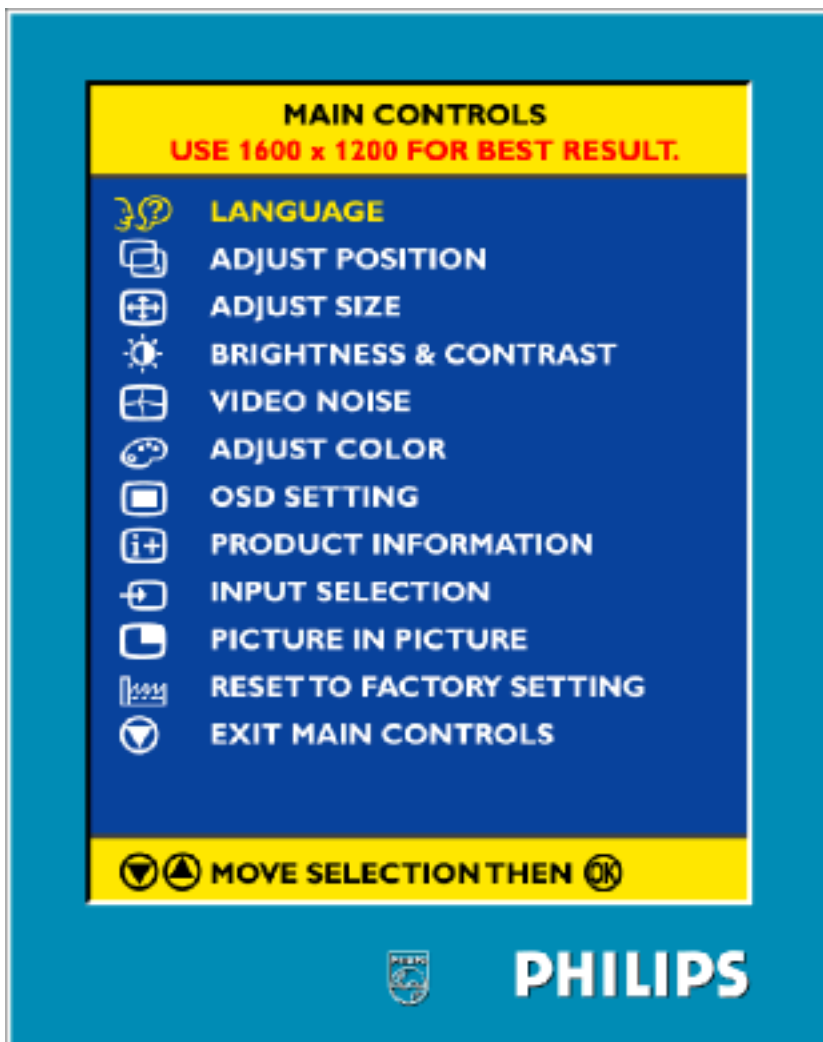 MAIN CONTROLS
USE 1600 x 1200 FOR BEST RESULT.
LANGUAGE
ADJUST POSITION
ADJUST SIZE
BRIGHTNESS & CONTRAST
VIDEO NOISE
ADJUST COLOR
OSD SETTING
PRODUCT INFORMATION
INPUT SELECTION
PICTURE IN PICTURE
RESET TO FACTORY SETTING
EXIT MAIN CONTROLS
MOVE SELECTION THEN OK
PHILIPS